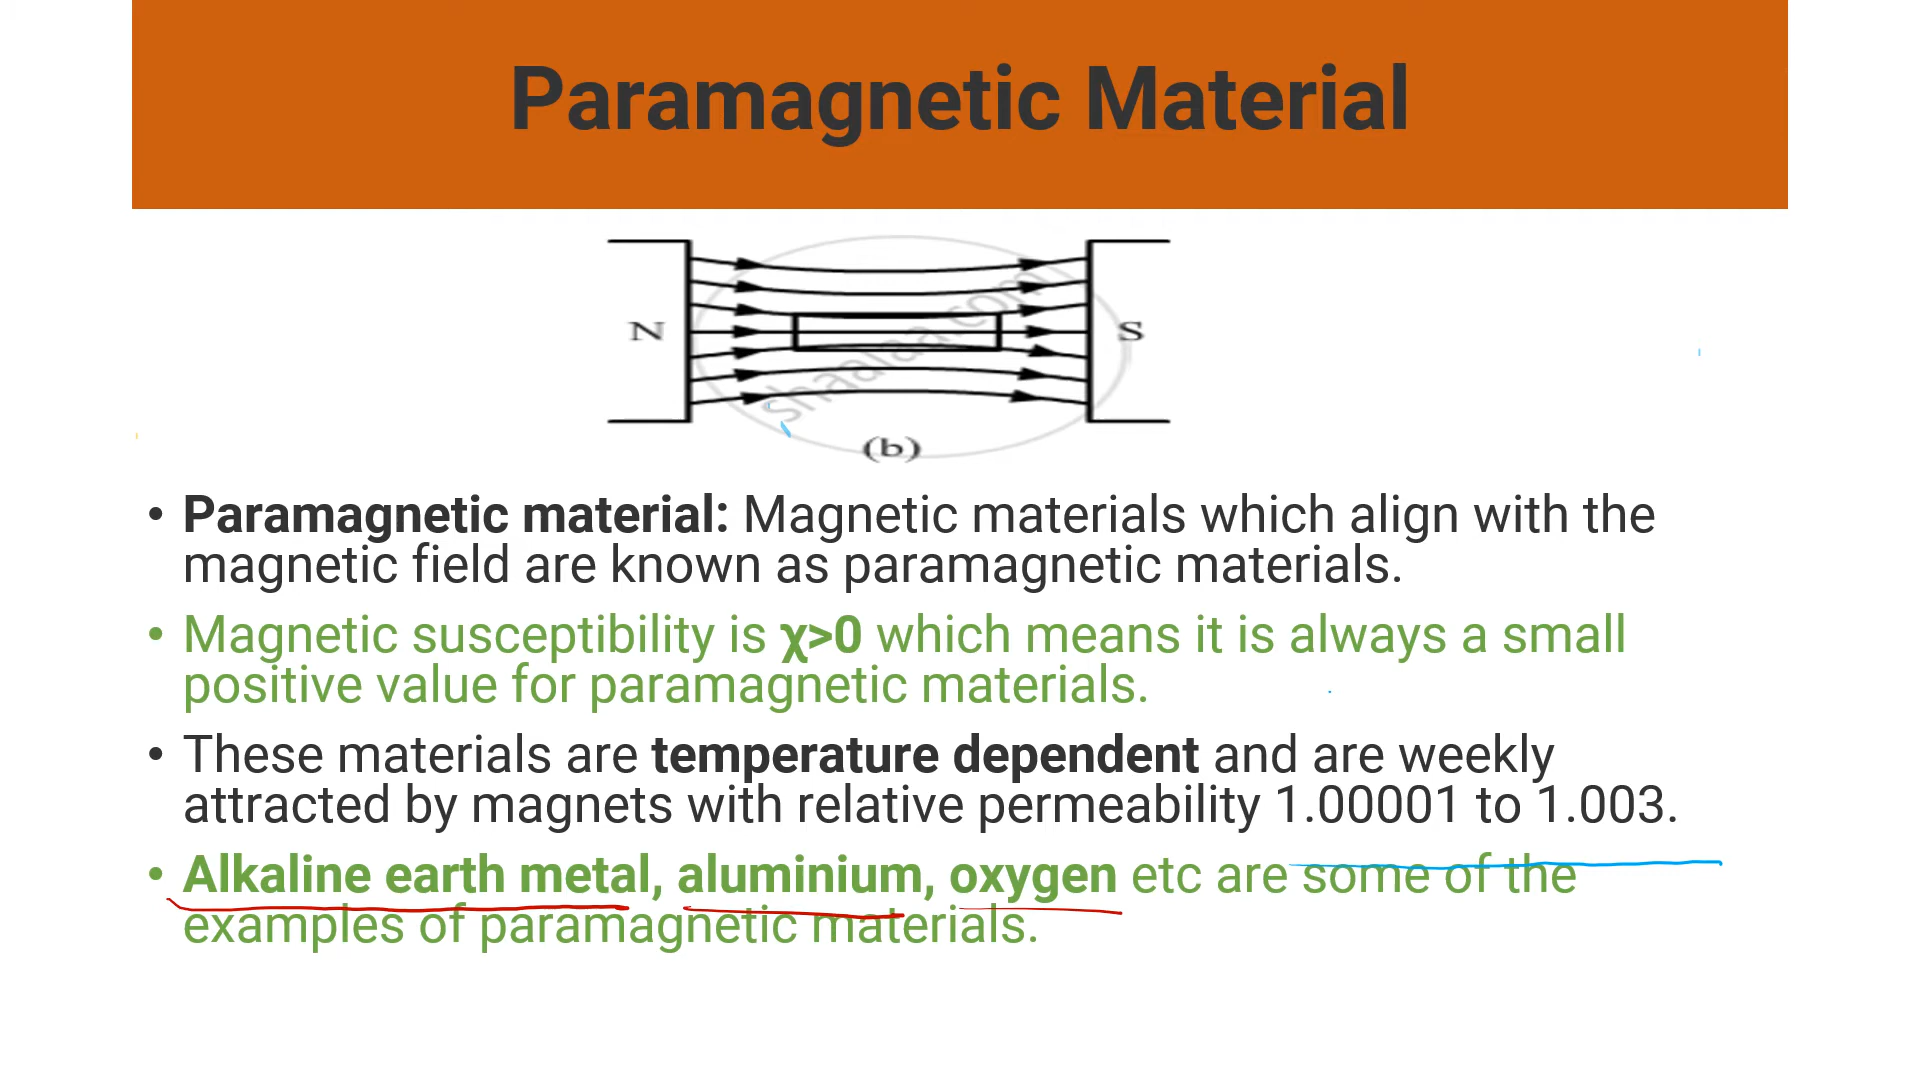 Paramagnetic Material
N
S
shaalaa.com
(b)
• Paramagnetic material: Magnetic materials which align with the
magnetic field are known as paramagnetic materials.
• Magnetic susceptibility is χ>0 which means it is always a small
positive value for paramagnetic materials.
• These materials are temperature dependent and are weekly
attracted by magnets with relative permeability 1.00001 to 1.003.
• Alkaline earth metal, aluminium, oxygen etc are some of the
examples of paramagnetic materials.